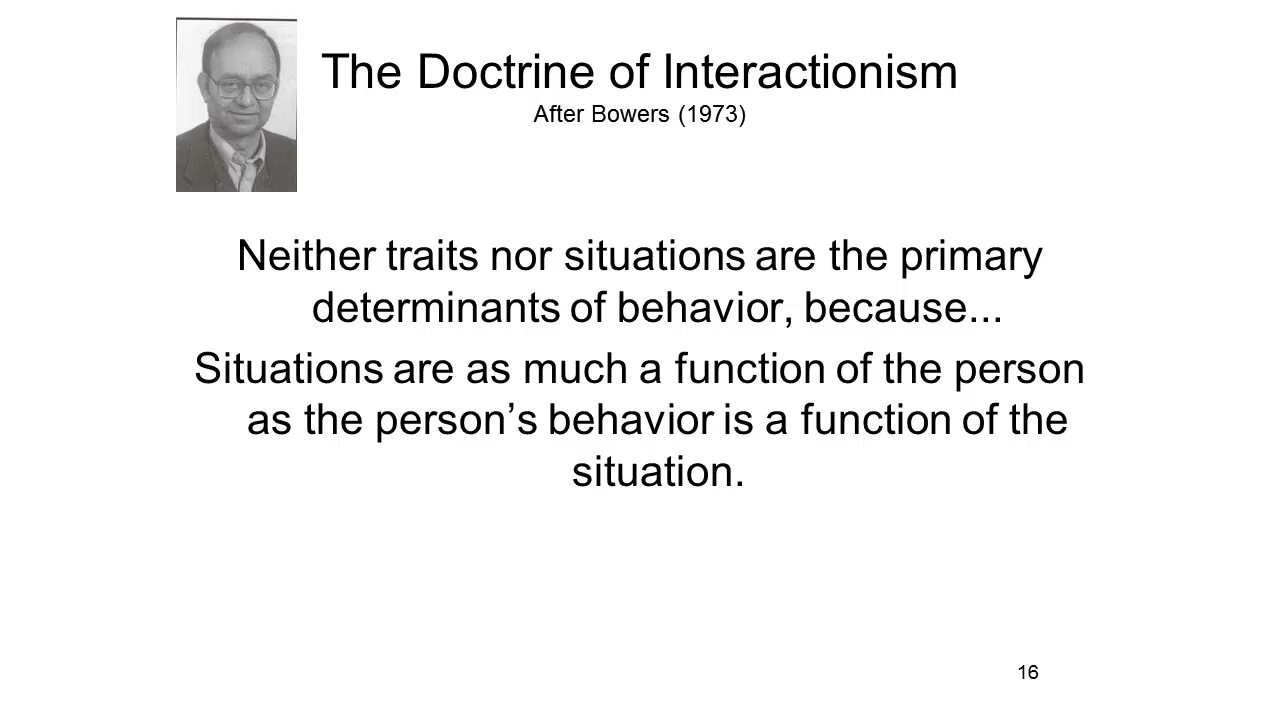 The Doctrine of Interactionism
After Bowers (1973)
Neither traits nor situations are the primary
determinants of behavior, because...
Situations are as much a function of the person
as the person’s behavior is a function of the
situation.
16